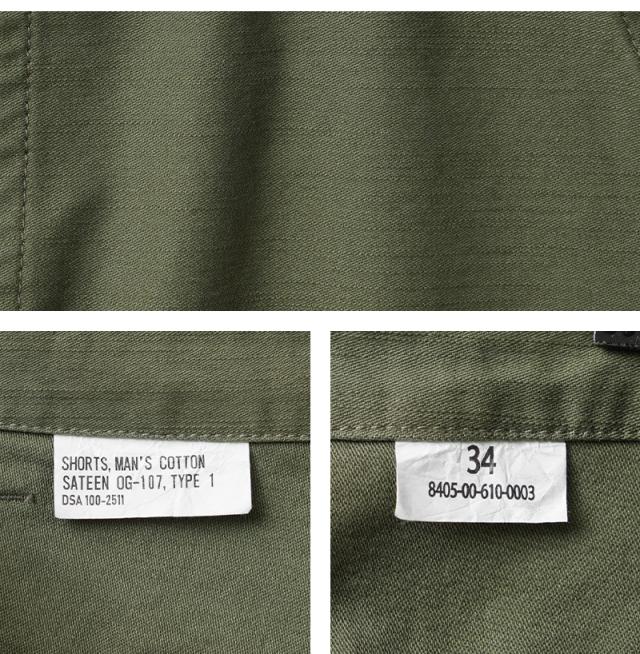 SHORTS, MAN'S COTTON
SATEEN OG-107, TYPE 1
DSA 100-2511
34
8405-00-610-0003